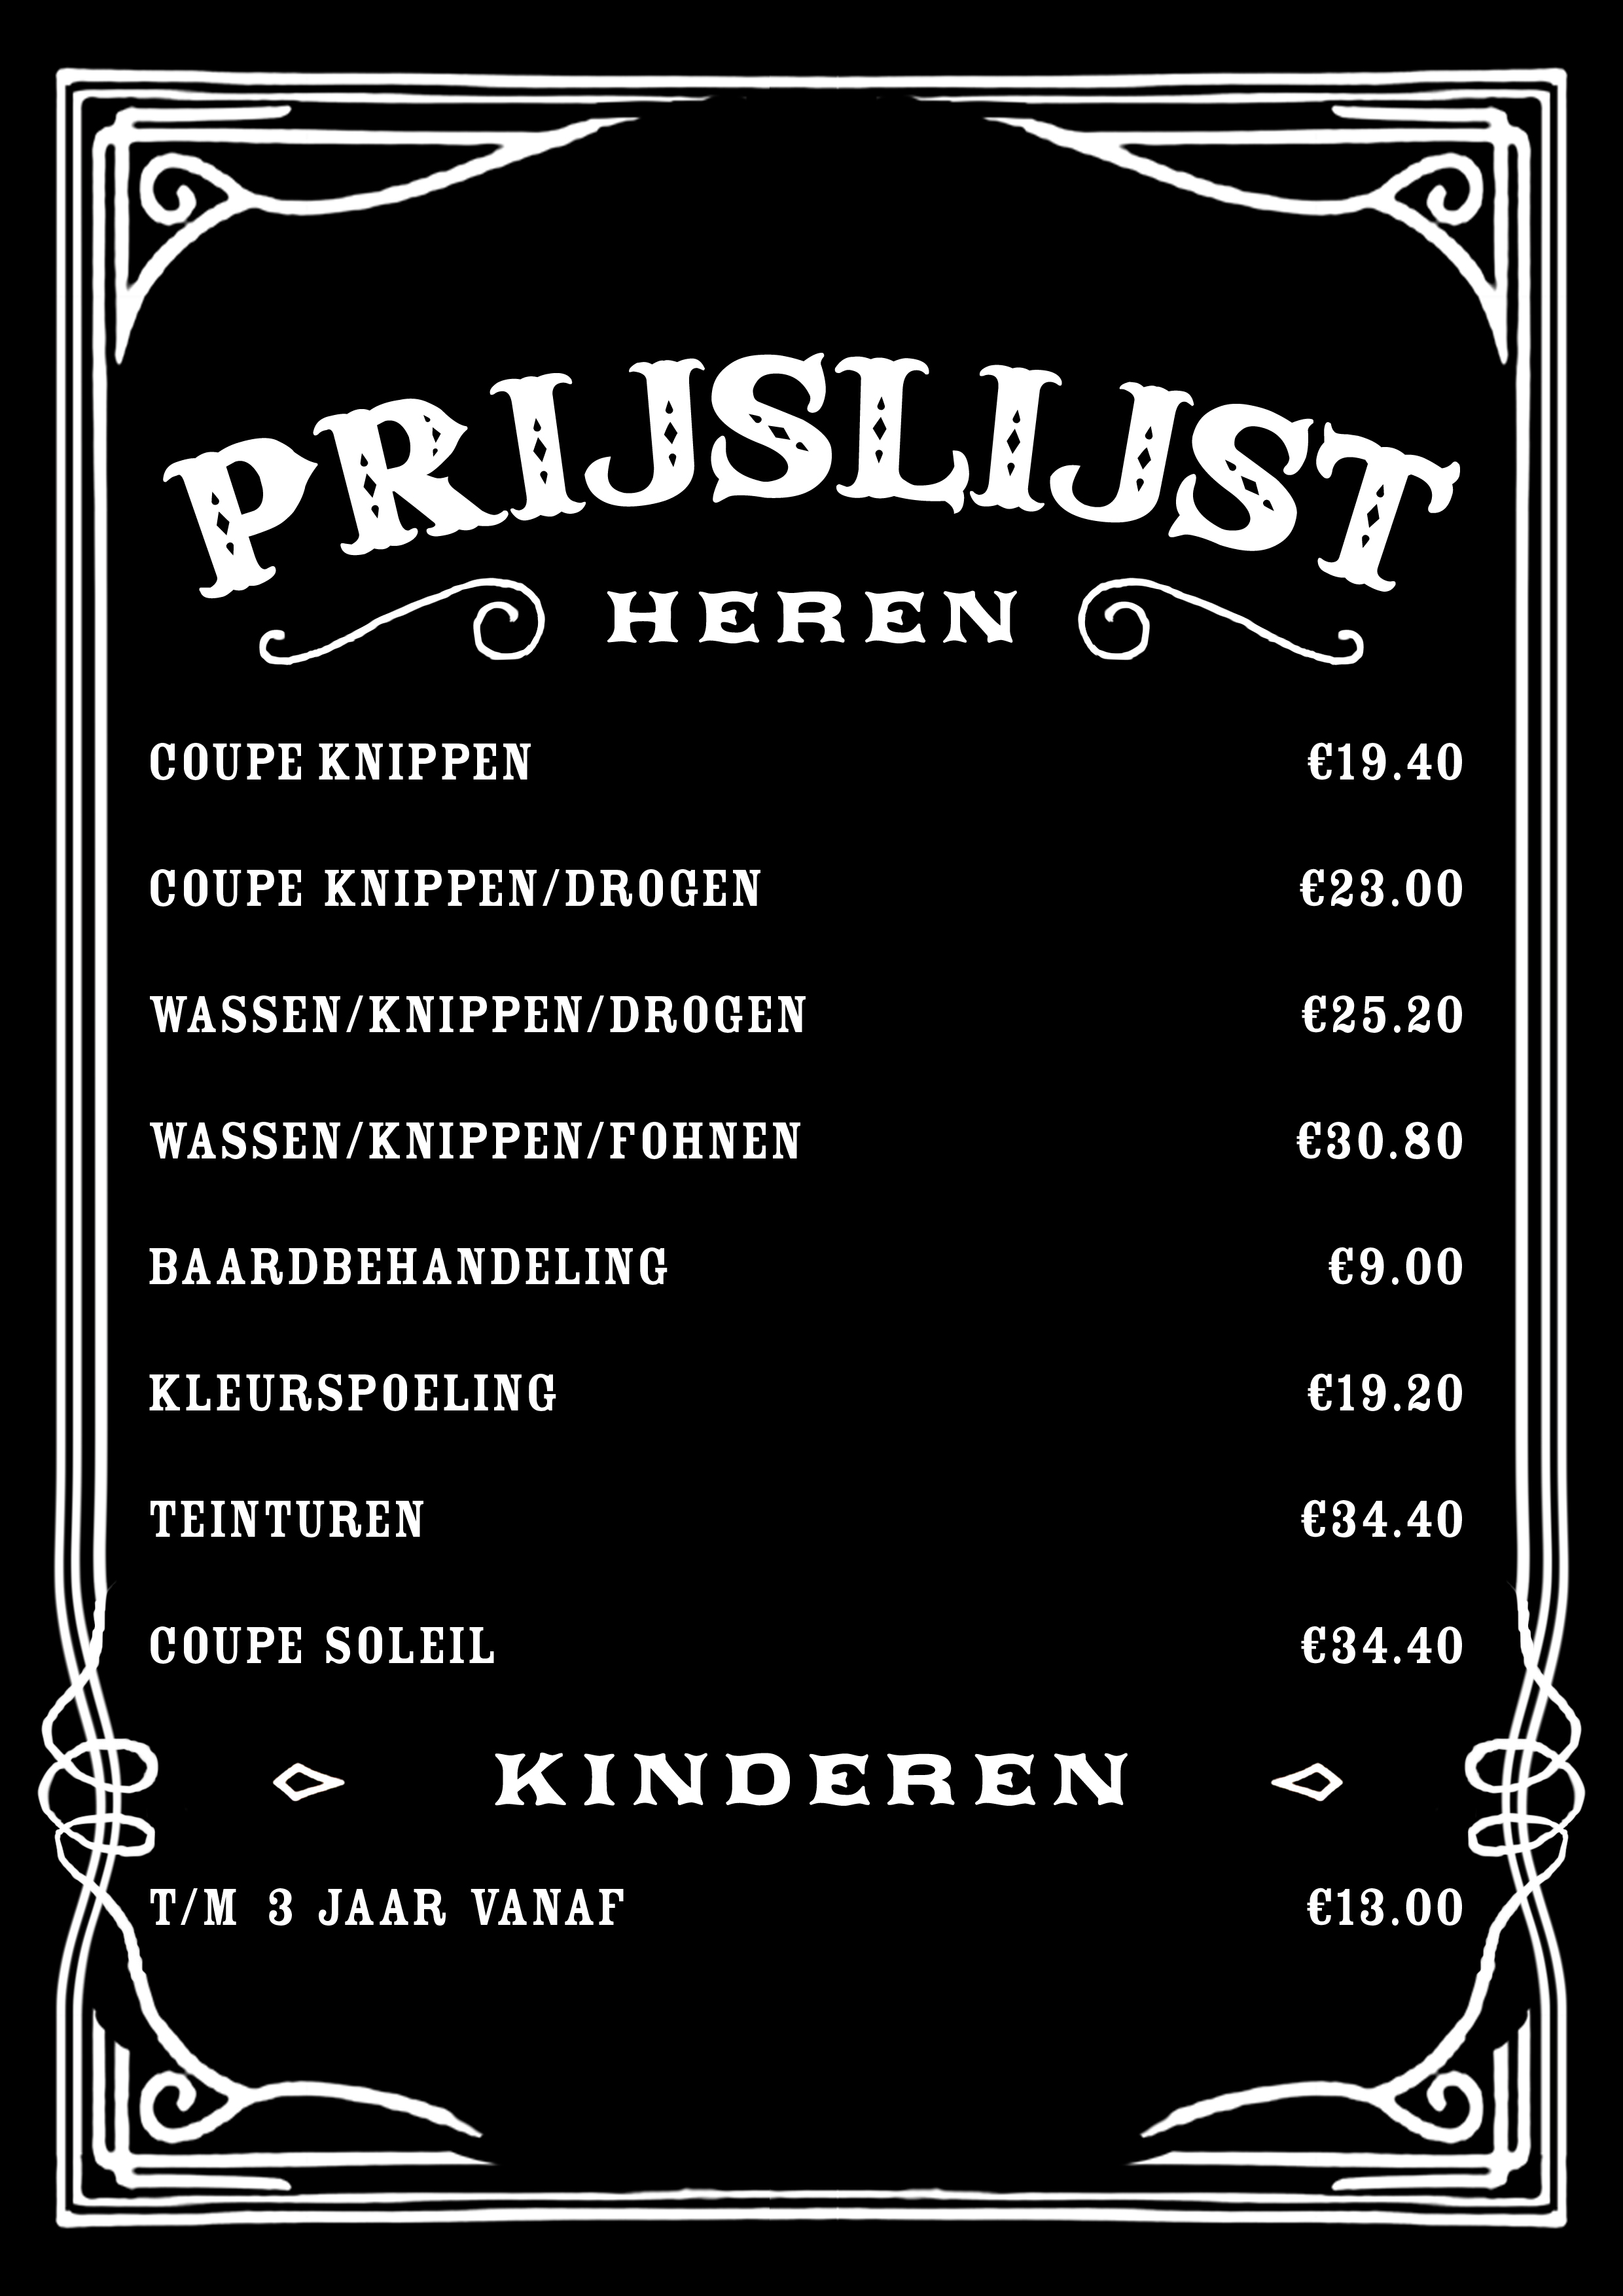 PRIJSLIJST
HEREN
COUPE KNIPPEN €19.40
COUPE KNIPPEN/DROGEN €23.00
WASSEN/KNIPPEN/DROGEN €25.20
WASSEN/KNIPPEN/FOHNEN €30.80
BAARDBEHANDELING €9.00
KLEURSPOELING €19.20
TEINTUREN €34.40
COUPE SOLEIL €34.40
KINDEREN
T/M 3 JAAR VANAF €13.00